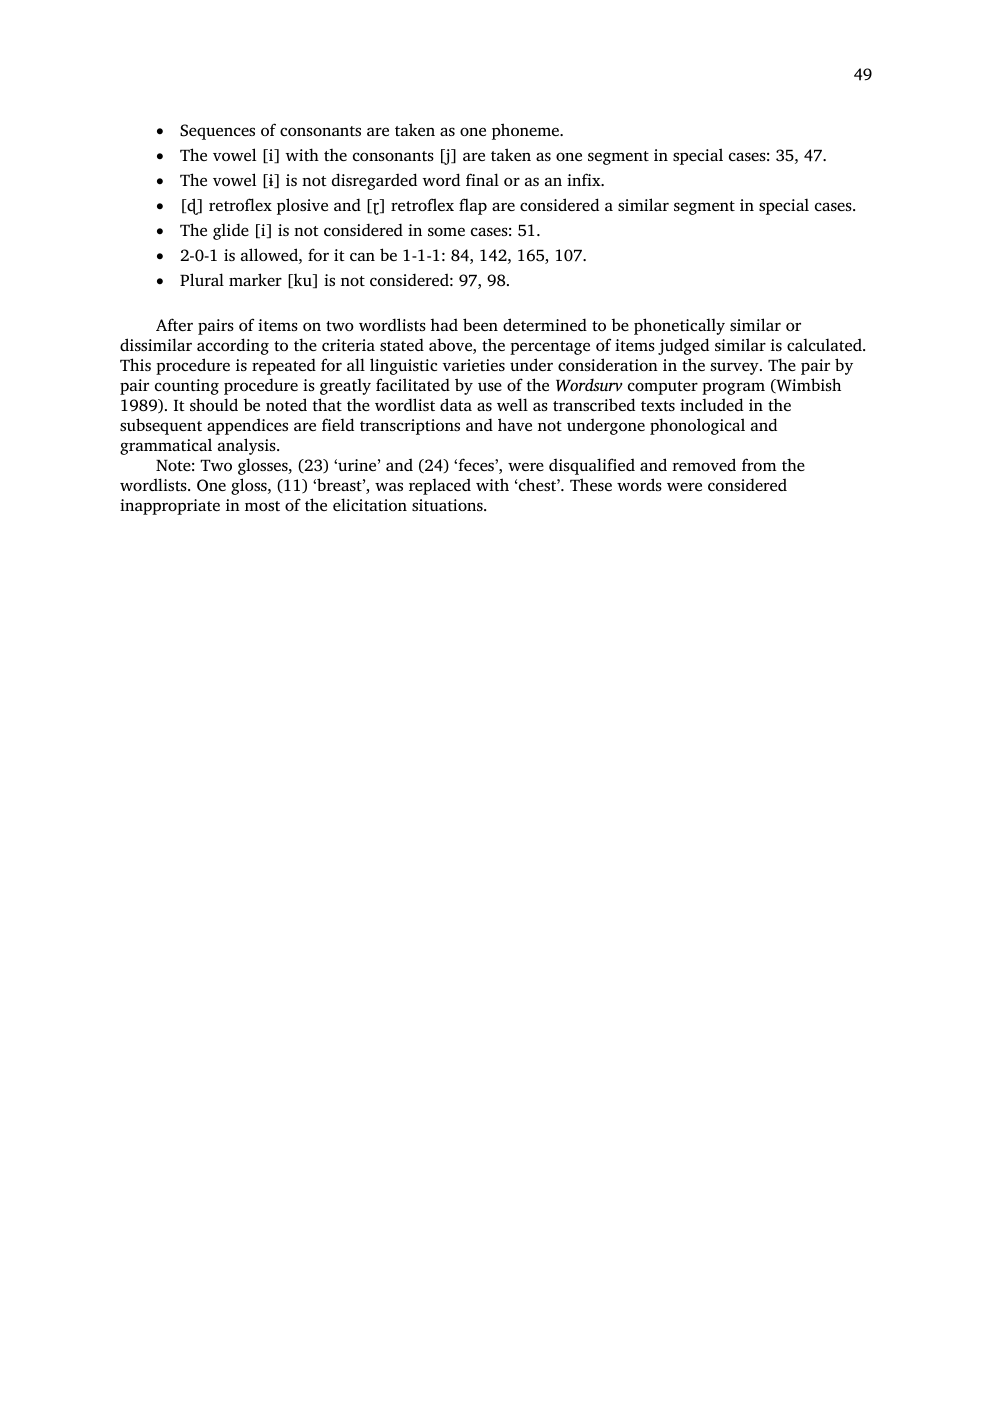 49
• Sequences of consonants are taken as one phoneme.
• The vowel [i] with the consonants [j] are taken as one segment in special cases: 35, 47.
• The vowel [ɨ] is not disregarded word final or as an infix.
• [ɖ] retroflex plosive and [ɽ] retroflex flap are considered a similar segment in special cases.
• The glide [i] is not considered in some cases: 51.
• 2-0-1 is allowed, for it can be 1-1-1: 84, 142, 165, 107.
• Plural marker [ku] is not considered: 97, 98.
After pairs of items on two wordlists had been determined to be phonetically similar or
dissimilar according to the criteria stated above, the percentage of items judged similar is calculated.
This procedure is repeated for all linguistic varieties under consideration in the survey. The pair by
pair counting procedure is greatly facilitated by use of the Wordsurv computer program (Wimbish
1989). It should be noted that the wordlist data as well as transcribed texts included in the
subsequent appendices are field transcriptions and have not undergone phonological and
grammatical analysis.
Note: Two glosses, (23) ‘urine’ and (24) ‘feces’, were disqualified and removed from the
wordlists. One gloss, (11) ‘breast’, was replaced with ‘chest’. These words were considered
inappropriate in most of the elicitation situations.